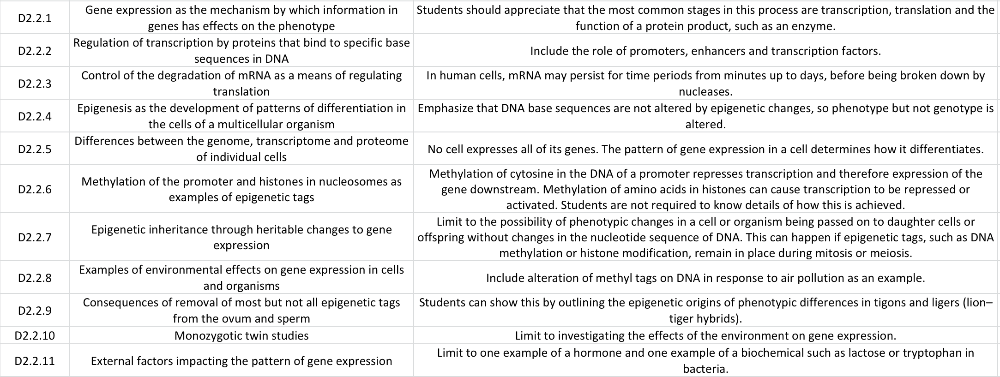 D2.2.1
Gene expression as the mechanism by which information in
genes has effects on the phenotype
Students should appreciate that the most common stages in this process are transcription, translation and the
function of a protein product, such as an enzyme.
D2.2.2
Regulation of transcription by proteins that bind to specific base
sequences in DNA
Include the role of promoters, enhancers and transcription factors.
D2.2.3
Control of the degradation of mRNA as a means of regulating
translation
In human cells, mRNA may persist for time periods from minutes up to days, before being broken down by
nucleases.
D2.2.4
Epigenesis as the development of patterns of differentiation in
the cells of a multicellular organism
Emphasize that DNA base sequences are not altered by epigenetic changes, so phenotype but not genotype is
altered.
D2.2.5
Differences between the genome, transcriptome and proteome
of individual cells
No cell expresses all of its genes. The pattern of gene expression in a cell determines how it differentiates.
D2.2.6
Methylation of the promoter and histones in nucleosomes as
examples of epigenetic tags
Methylation of cytosine in the DNA of a promoter represses transcription and therefore expression of the
gene downstream. Methylation of amino acids in histones can cause transcription to be repressed or
activated. Students are not required to know details of how this is achieved.
D2.2.7
Epigenetic inheritance through heritable changes to gene
expression
Limit to the possibility of phenotypic changes in a cell or organism being passed on to daughter cells or
offspring without changes in the nucleotide sequence of DNA. This can happen if epigenetic tags, such as DNA
methylation or histone modification, remain in place during mitosis or meiosis.
D2.2.8
Examples of environmental effects on gene expression in cells
and organisms
Include alteration of methyl tags on DNA in response to air pollution as an example.
D2.2.9
Consequences of removal of most but not all epigenetic tags
from the ovum and sperm
Students can show this by outlining the epigenetic origins of phenotypic differences in tigons and ligers (lion–
tiger hybrids).
D2.2.10
Monozygotic twin studies
Limit to investigating the effects of the environment on gene expression.
D2.2.11
External factors impacting the pattern of gene expression
Limit to one example of a hormone and one example of a biochemical such as lactose or tryptophan in
bacteria.